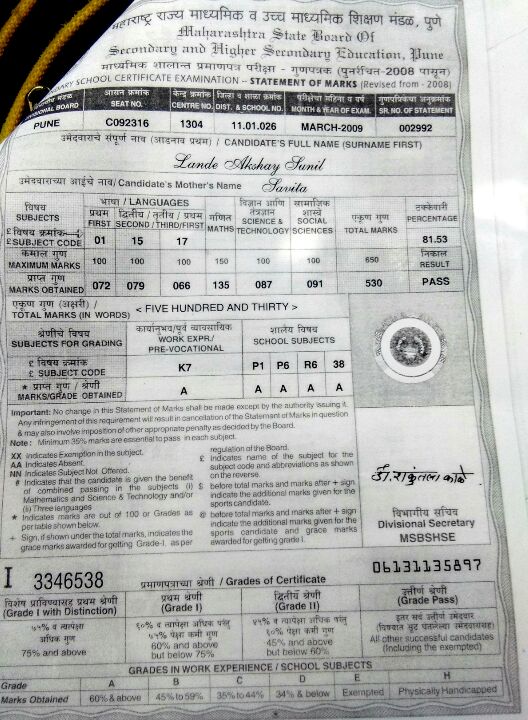 महाराष्ट्र राज्य माध्यमिक व उच्च माध्यमिक शिक्षण मंडळ, पुणे
Maharashtra State Board Of
Secondary and Higher Secondary Education, Pune
माध्यमिक शालान्त प्रमाणपत्र परीक्षा - गुणपत्रक (पुनरचित-2008 पासून)
DARY SCHOOL CERTIFICATE EXAMINATION – STATEMENT OF MARKS (Revised from - 2008)
आसन क्रमांक केंद्र क्रमांक जिल्हा व शाळा क्रमांक परीक्षेचा महिना व वर्ष गुणपत्रिकेचा अनुक्रमांक
BOARD SEAT NO. CENTRE NO. DIST. & SCHOOL NO. MONTH & YEAR OF EXAM. SR. NO. OF STATEMENT
PUNE C092316 1304 11.01.026 MARCH-2009 002992
उमेदवाराचे संपूर्ण नाव (आडनाव प्रथम) / CANDIDATE'S FULL NAME (SURNAME FIRST)
Lande Akshay Sunil
उमेदवाराच्या आईचे नाव/ Candidate's Mother's Name Savita
विषय SUBJECTS भाषा / LANGUAGES प्रथम FIRST द्वितीय / तृतीय / प्रथम SECOND / THIRD/FIRST गणित MATHS विज्ञान आणि तंत्रज्ञान SCIENCE & TECHNOLOGY सामाजिक शास्त्रे SOCIAL SCIENCES एकूण गुण TOTAL MARKS टक्केवारी PERCENTAGE
£ विषय क्रमांक
£ SUBJECT CODE 01 15 17 81.53
कमाल गुण निकाल
MAXIMUM MARKS 100 100 100 150 100 100 650 RESULT
प्राप्त गुण
MARKS OBTAINED 072 079 066 135 087 091 530 PASS
एकूण गुण (अक्षरी) /
TOTAL MARKS (IN WORDS) < FIVE HUNDRED AND THIRTY >
श्रेणीचे विषय कार्यानुभव/पूर्व व्यावसायिक शालेय विषय
SUBJECTS FOR GRADING WORK EXPR./ PRE-VOCATIONAL SCHOOL SUBJECTS
£ विषय क्रमांक
£ SUBJECT CODE K7 P1 P6 R6 38
* प्राप्त गुण / श्रेणी
MARKS/GRADE OBTAINED A A A A A
Important: No change in this Statement of Marks shall be made except by the authority issuing it.
Any infringement of this requirement will result in cancellation of the Statement of Marks in question
& may also involve imposition of other appropriate penalty as decided by the Board.
Note : Minimum 35% marks are essential to pass in each subject.
XX Indicates Exemption in the subject.
AA Indicates Absent.
NN Indicates Subject Not Offered.
# Indicates that the candidate is given the benefit
of combined passing in the subjects (i)
Mathematics and Science & Technology and/or
(ii) Three languages
* Indicates marks out of 100 or Grades as
per table shown below.
+ Sign, if shown under the total marks, indicates the
grace marks awarded for getting Grade-I, as per
regulation of the Board.
£ Indicates name of the subject for the
subject code and abbreviations as shown
on the reverse.
$ before total marks and marks after + sign
indicate the additional marks given for the
sports candidate.
@ before total marks and marks after + sign
indicate the additional marks given for the
sports candidate and grace marks
awarded for getting grade I.
डॉ. शकुंतला काळे
विभागीय सचिव
Divisional Secretary
MSBSHSE
I 3346538
06131135897
प्रमाणपत्राच्या श्रेणी / Grades of Certificate
विशेष प्राविण्यासह प्रथम श्रेणी
(Grade I with Distinction)
७५% व त्यापेक्षा
अधिक गुण
75% and above
प्रथम श्रेणी
(Grade I)
६०% व त्यापेक्षा अधिक परंतु
७५% पेक्षा कमी गुण
60% and above
but below 75%
द्वितीय श्रेणी
(Grade II)
४५% व त्यापेक्षा अधिक परंतु
६०% पेक्षा कमी गुण
45% and above
but below 60%
उत्तीर्ण श्रेणी
(Grade Pass)
इतर सर्व उत्तीर्ण उमेदवार
All other successful candidates
(Including the exempted)
GRADES IN WORK EXPERIENCE / SCHOOL SUBJECTS
Grade A B C D E H
Marks Obtained 60% & above 45 to 59% 35% to 44% 34% & below Exempted Physically Handicapped